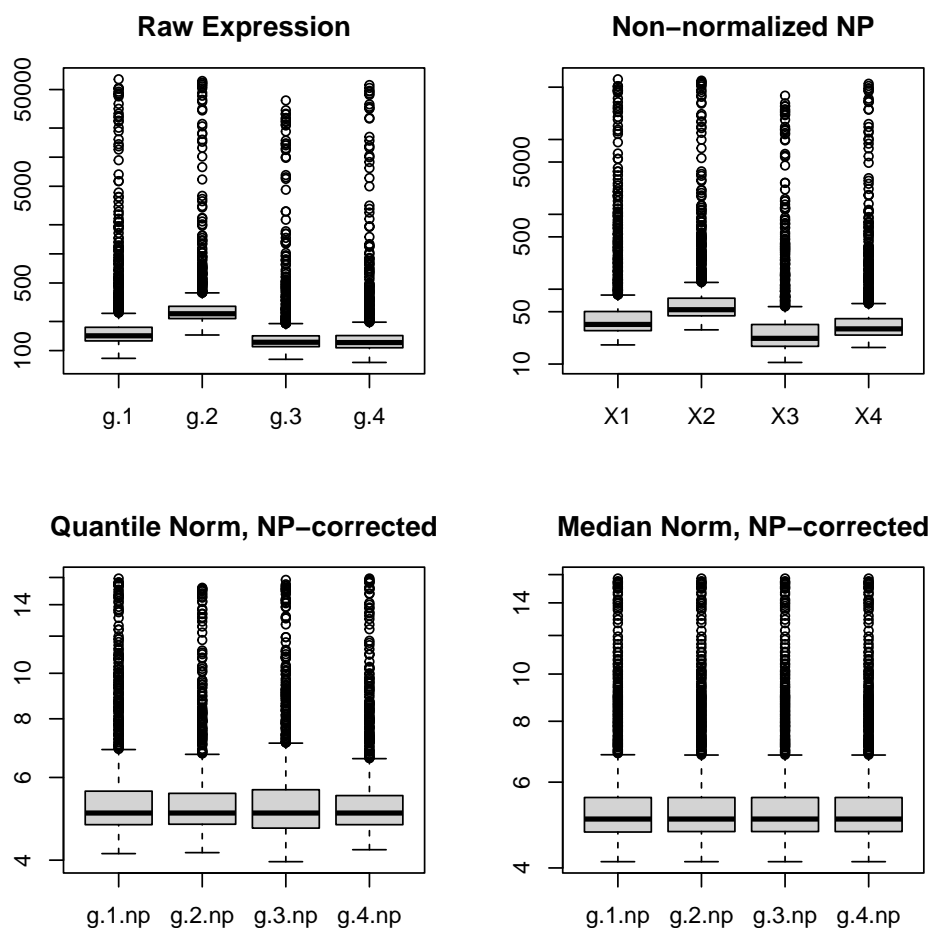 Raw Expression
50000
5000
500
100
g.1 g.2 g.3 g.4
Non−normalized NP
5000
500
50
10
X1 X2 X3 X4
Quantile Norm, NP−corrected
14
10
8
6
4
g.1.np g.2.np g.3.np g.4.np
Median Norm, NP−corrected
14
10
8
6
4
g.1.np g.2.np g.3.np g.4.np